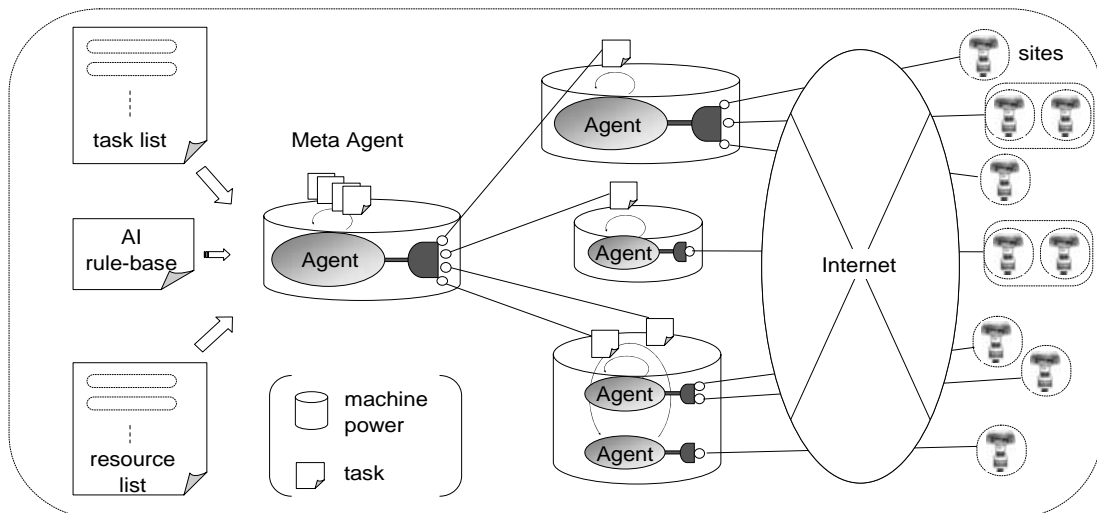 task list
AI
rule-base
resource
list
Meta Agent
Agent
machine
power
task
Agent
Agent
Agent
Agent
Internet
sites